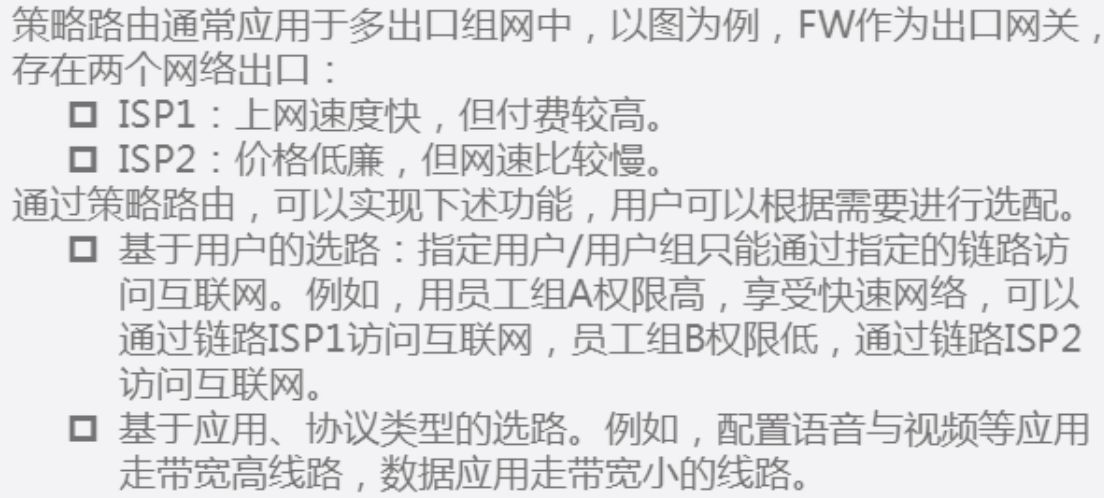 策略路由通常应用于多出口组网中，以图为例，FW作为出口网关，
存在两个网络出口：
ISP1：上网速度快，但付费较高。
ISP2：价格低廉，但网速比较慢。
通过策略路由，可以实现下述功能，用户可以根据需要进行选配。
基于用户的选路：指定用户/用户组只能通过指定的链路访
问互联网。例如，用员工组A权限高，享受快速网络，可以
通过链路ISP1访问互联网，员工组B权限低，通过链路ISP2
访问互联网。
基于应用、协议类型的选路。例如，配置语音与视频等应用
走带宽高线路，数据应用走带宽小的线路。